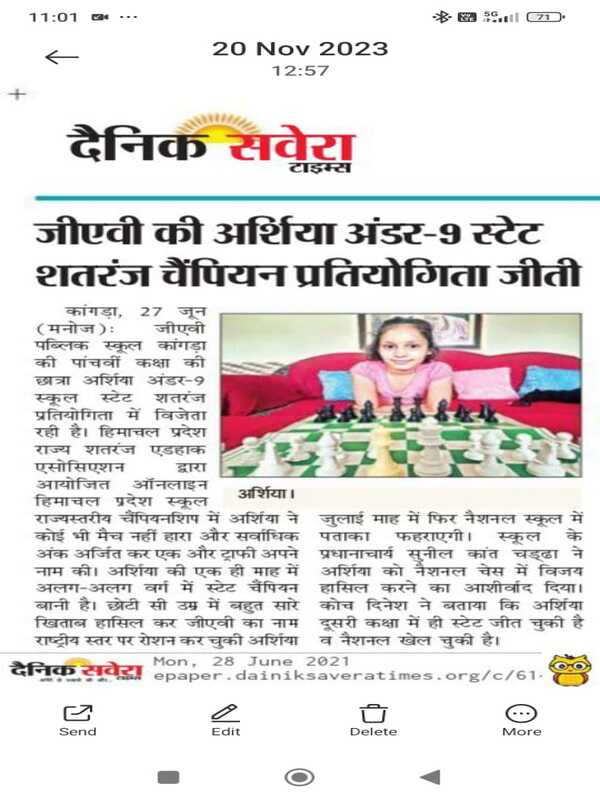 11:01 ...
5G 71
20 Nov 2023
12:57
दैनिक सवेरा
टाइम्स
जीएवी की अर्शिया अंडर-9 स्टेट
शतरंज चैंपियन प्रतियोगिता जीती
कांगड़ा, 27 जून
(मनोज): जीएवी
पब्लिक स्कूल कांगड़ा
की पांचवीं कक्षा की
छात्रा अर्शिया अंडर-9
स्कूल स्टेट शतरंज
प्रतियोगिता में विजेता
रही है। हिमाचल प्रदेश
राज्य शतरंज एडहाक
एसोसिएशन द्वारा
आयोजित ऑनलाइन
हिमाचल प्रदेश स्कूल
राज्यस्तरीय चैंपियनशिप में अर्शिया ने
कोई भी मैच नहीं हारा और सर्वाधिक
अंक अर्जित कर एक और ट्राफी अपने
नाम की। अर्शिया की एक ही माह में
अलग-अलग वर्ग में स्टेट चैंपियन
बानी है। छोटी सी उम्र में बहुत सारे
खिताब हासिल कर जीएवी का नाम
राष्ट्रीय स्तर पर रोशन कर चुकी अर्शिया
अर्शिया।
जुलाई माह में फिर नैशनल स्कूल में
पताका फहराएगी। स्कूल के
प्रधानाचार्य सुनील कांत चड्ढा ने
अर्शिया को नैशनल चेस में विजय
हासिल करने का आशीर्वाद दिया।
कोच दिनेश ने बताया कि अर्शिया
दूसरी कक्षा में ही स्टेट जीत चुकी है
व नैशनल खेल चुकी है।
दैनिक सवेरा
टाइम्स
Mon, 28 June 2021
epaper.dainiksaveratimes.org/c/61
Send Edit Delete More